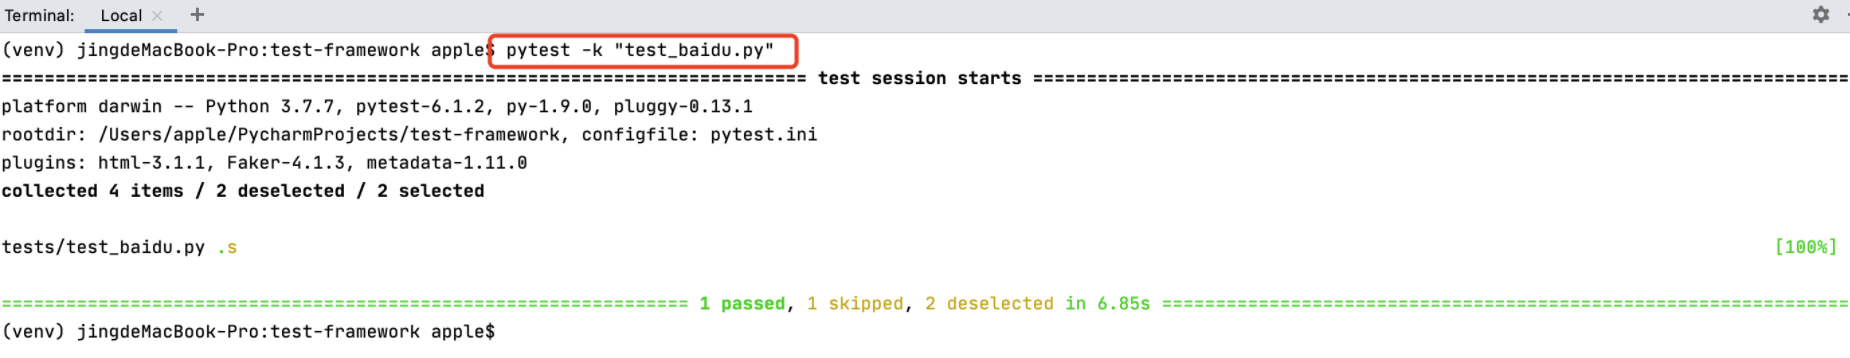 Terminal: Local × +
(venv) jingdeMacBook-Pro:test-framework apple$ pytest -k "test_baidu.py"
============================================================================ test session starts =============================================================================
platform darwin -- Python 3.7.7, pytest-6.1.2, py-1.9.0, pluggy-0.13.1
rootdir: /Users/apple/PycharmProjects/test-framework, configfile: pytest.ini
plugins: html-3.1.1, Faker-4.1.3, metadata-1.11.0
collected 4 items / 2 deselected / 2 selected
tests/test_baidu.py .s [100%]
================================================================ 1 passed, 1 skipped, 2 deselected in 6.85s ================================================================
(venv) jingdeMacBook-Pro:test-framework apple$